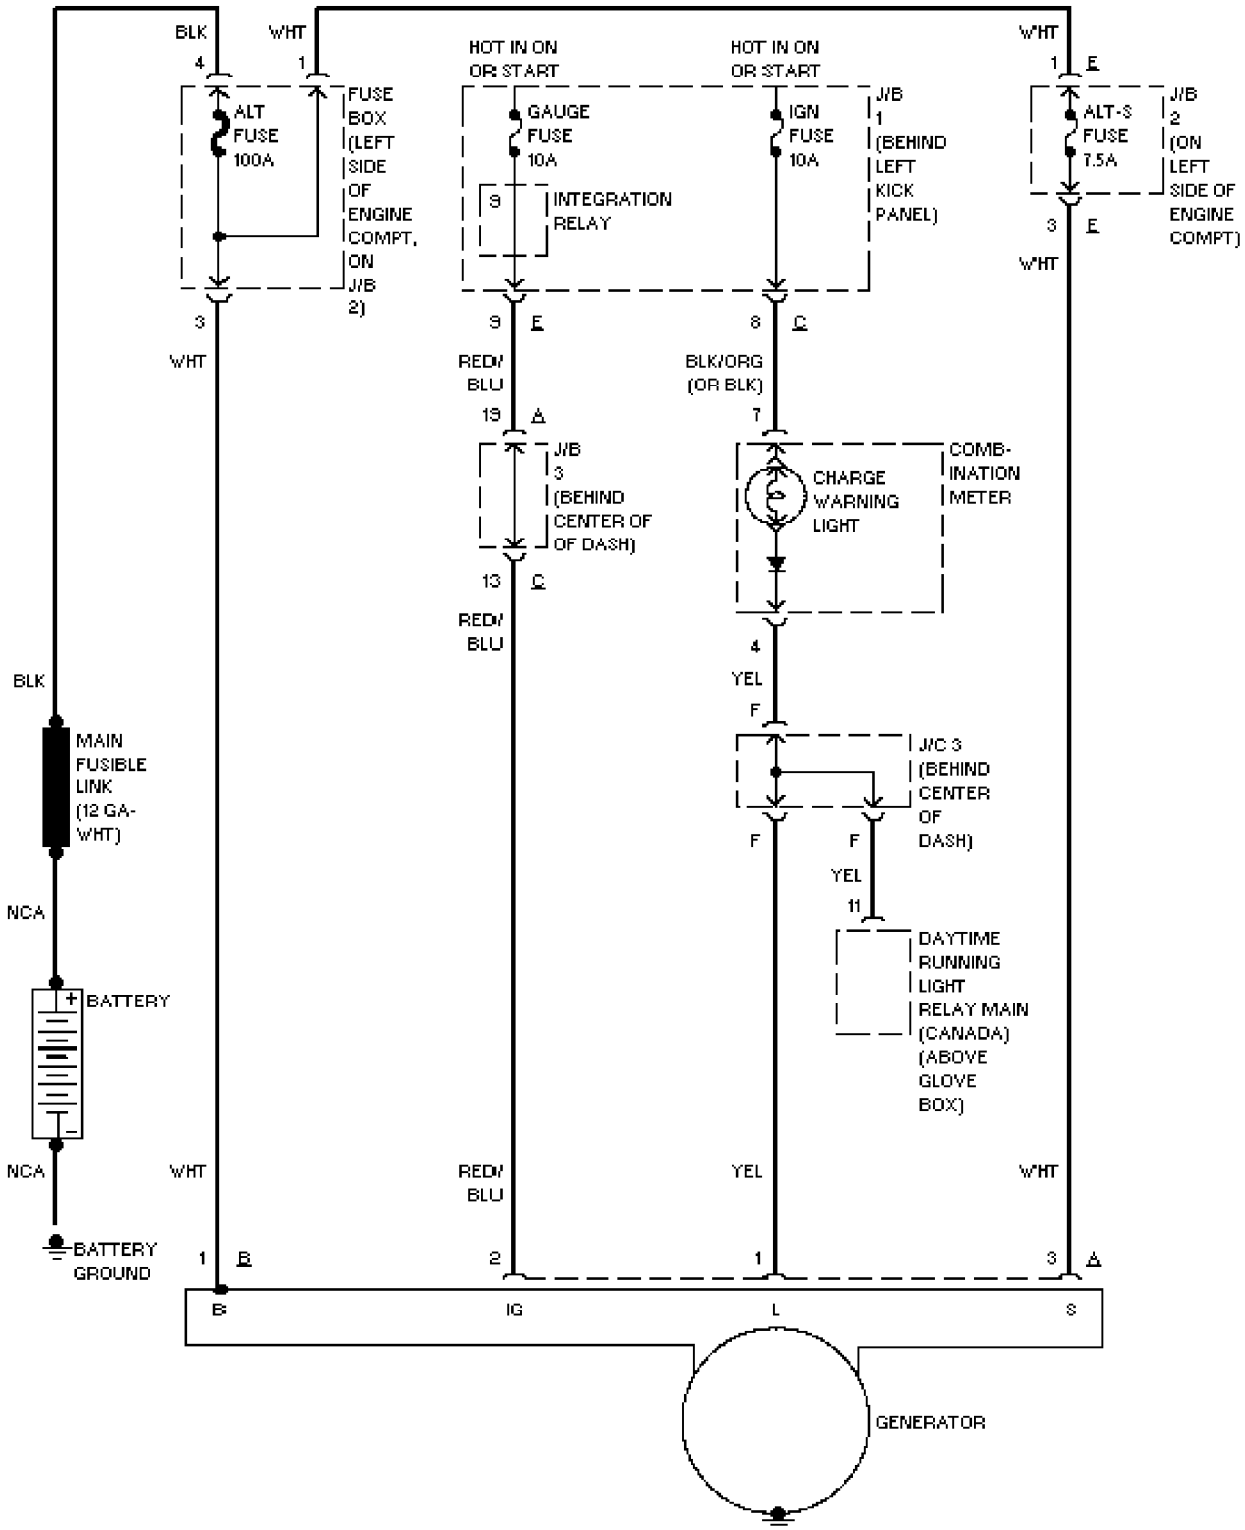 BLK
WHT
WHT
4
1
1
E
HOT IN ON
OR START
HOT IN ON
OR START
ALT
FUSE
100A
FUSE
BOX
(LEFT
SIDE
OF
ENGINE
COMPT,
ON
J/B
2)
GAUGE
FUSE
10A
9
INTEGRATION
RELAY
IGN
FUSE
10A
J/B
1
(BEHIND
LEFT
KICK
PANEL)
ALT-S
FUSE
7.5A
J/B
2
(ON
LEFT
SIDE OF
ENGINE
COMPT)
3
E
WHT
3
WHT
9
E
RED/
BLU
19
A
8
C
BLK/ORG
(OR BLK)
7
J/B
3
(BEHIND
CENTER OF
OF DASH)
13
C
RED/
BLU
CHARGE
WARNING
LIGHT
COMB-
INATION
METER
4
YEL
F
J/C 3
(BEHIND
CENTER
OF
DASH)
F
F
YEL
11
DAYTIME
RUNNING
LIGHT
RELAY MAIN
(CANADA)
(ABOVE
GLOVE
BOX)
BLK
MAIN
FUSIBLE
LINK
(12 GA-
WHT)
NCA
+
BATTERY
−
NCA
BATTERY
GROUND
WHT
RED/
BLU
YEL
WHT
1
B
2
1
3
A
B
IG
L
S
GENERATOR